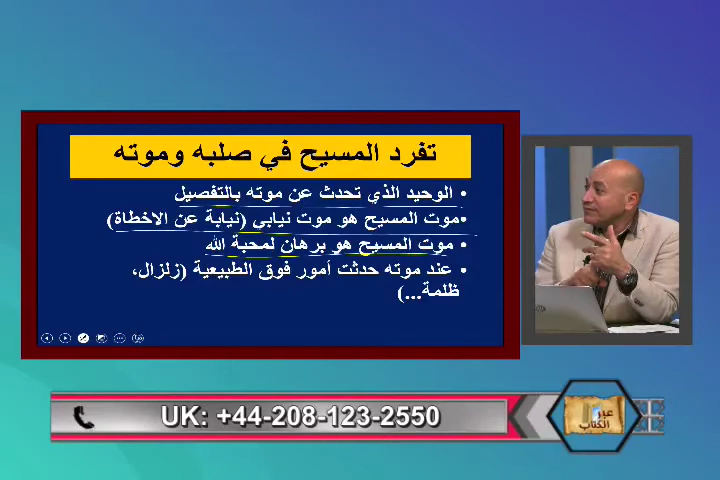 تفرد المسيح في صلبه وموته
• الوحيد الذي تحدث عن موته بالتفصيل
•موت المسيح هو موت نيابي (نيابة عن الاخطاة)
• موت المسيح هو برهان لمحبة الله
• عند موته حدثت أمور فوق الطبيعية (زلزال،
ظلمة...)
UK: +44-208-123-2550
عبر
الكتاب